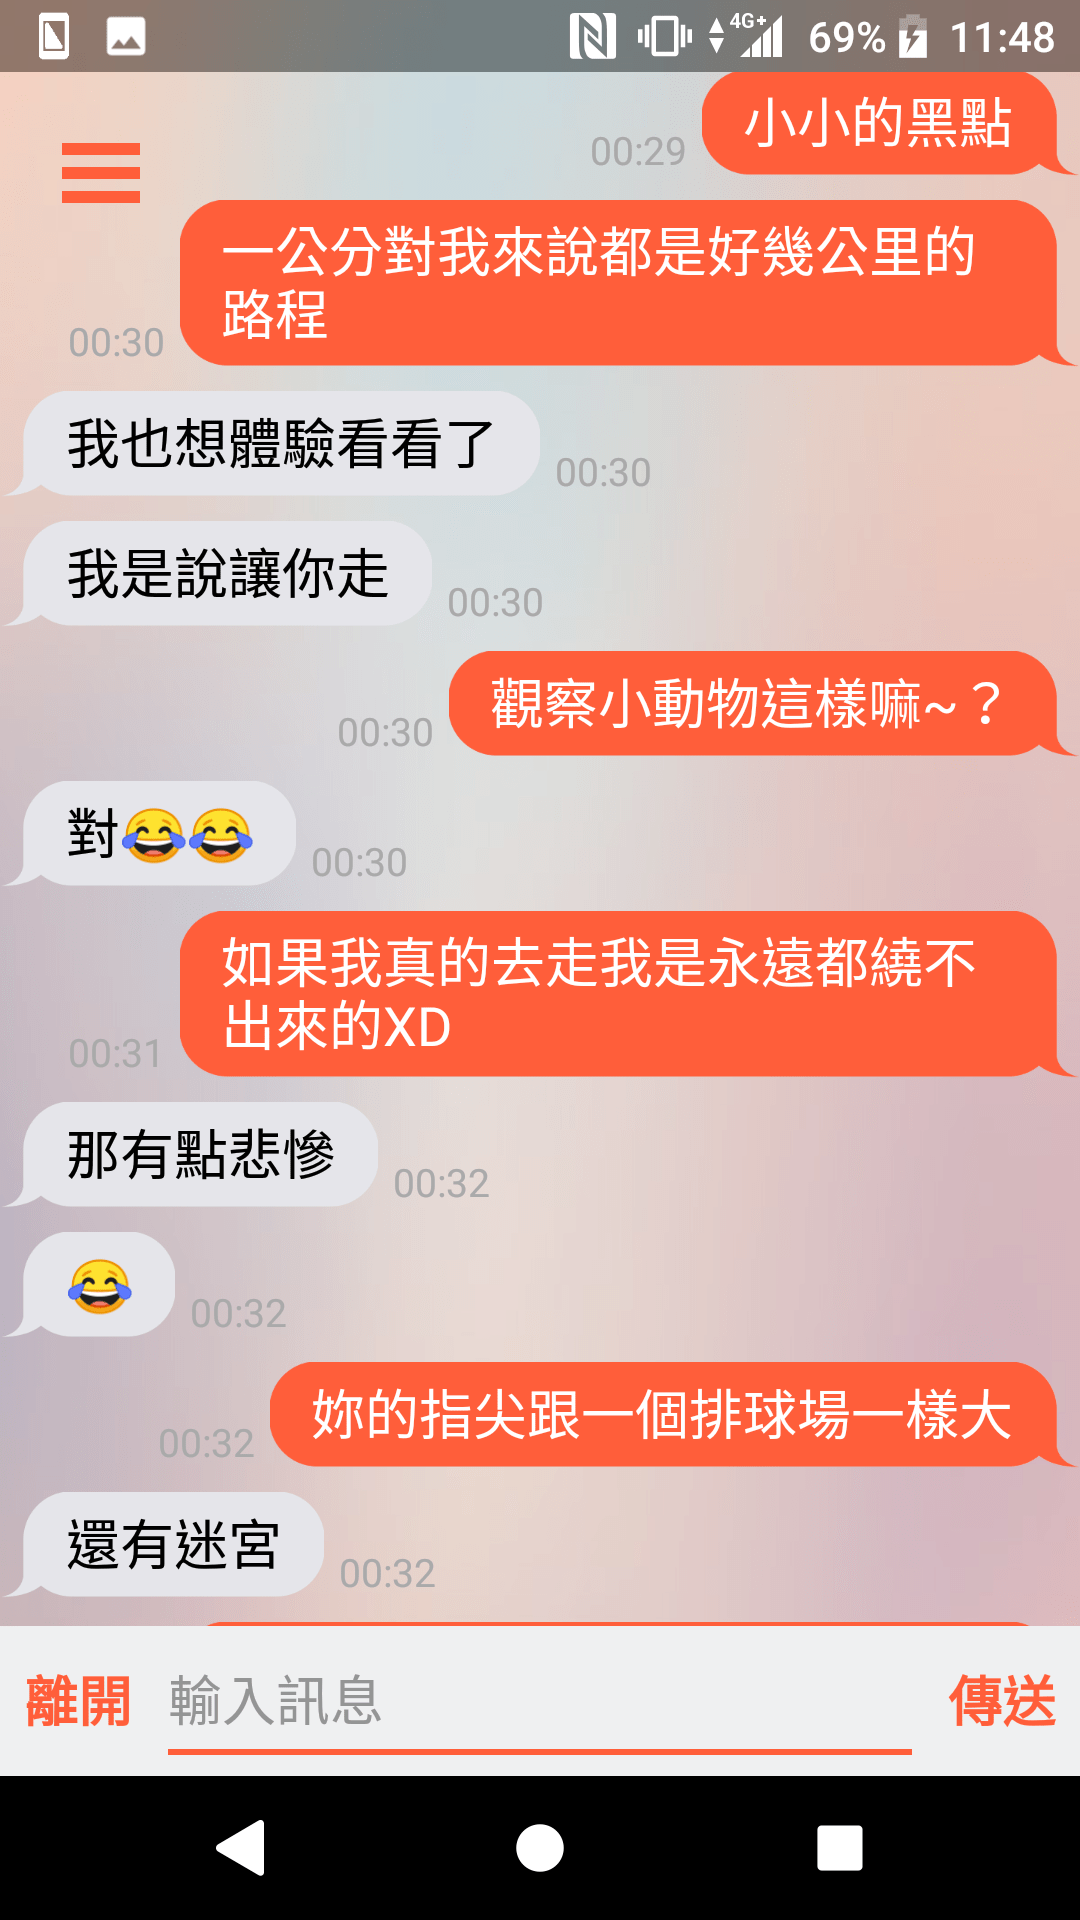 4G+ 69% 11:48
小小的黑點
00:29
一公分對我來說都是好幾公里的
路程
00:30
我也想體驗看看了
00:30
我是說讓你走
00:30
觀察小動物這樣嘛~？
00:30
對😂😂
00:30
如果我真的去走我是永遠都繞不
出來的XD
00:31
那有點悲慘
00:32
😂
00:32
妳的指尖跟一個排球場一樣大
00:32
還有迷宮
00:32
離開 輸入訊息 傳送